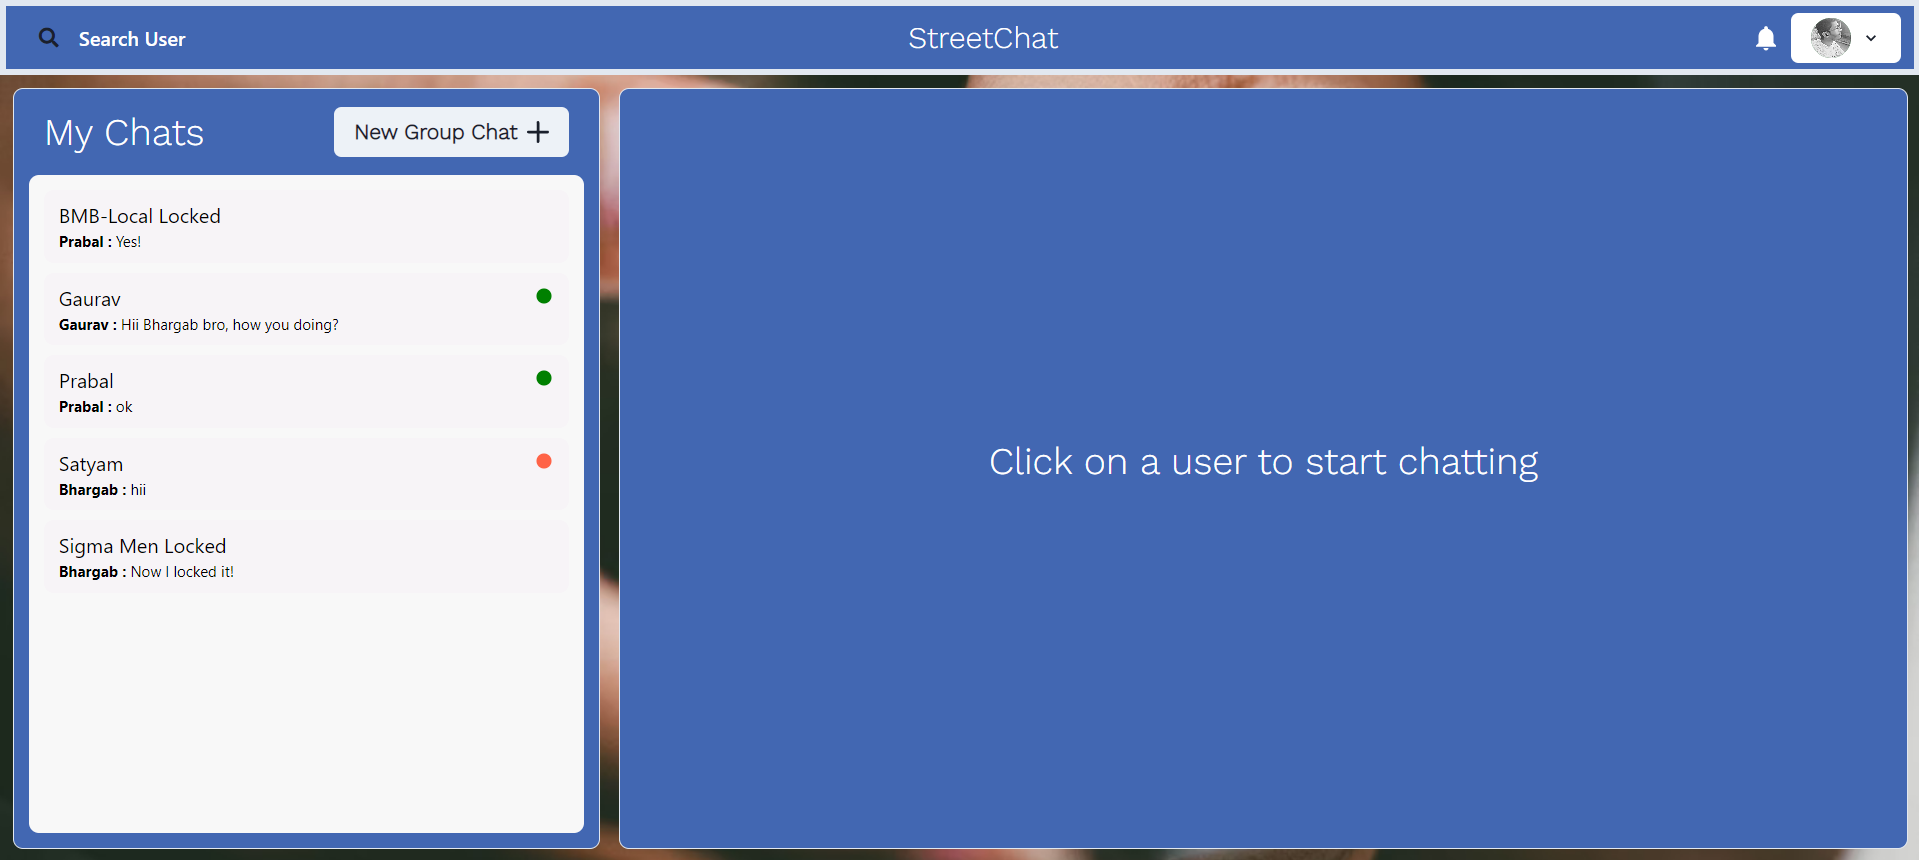 Search User
StreetChat
My Chats
New Group Chat
BMB-Local Locked
Prabal : Yes!
Gaurav
Gaurav : Hii Bhargab bro, how you doing?
Prabal
Prabal : ok
Satyam
Bhargab : hii
Sigma Men Locked
Bhargab : Now I locked it!
Click on a user to start chatting